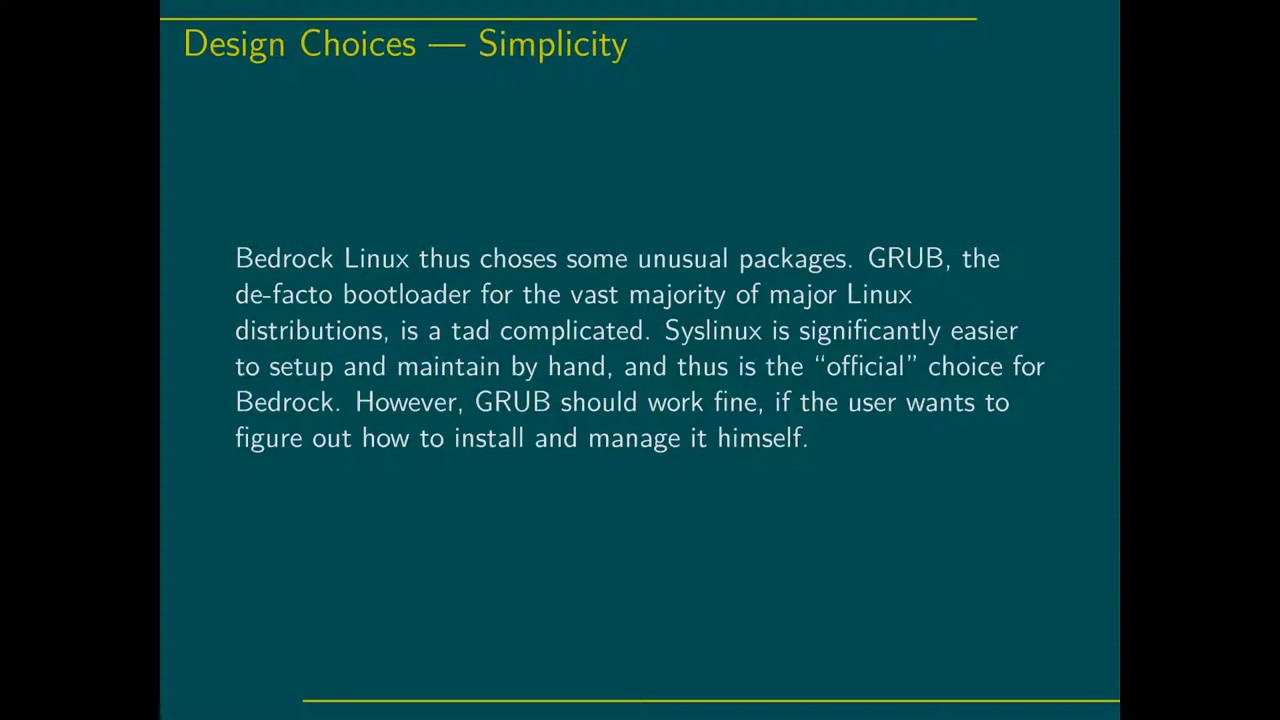 Design Choices — Simplicity
Bedrock Linux thus choses some unusual packages. GRUB, the
de-facto bootloader for the vast majority of major Linux
distributions, is a tad complicated. Syslinux is significantly easier
to setup and maintain by hand, and thus is the “official” choice for
Bedrock. However, GRUB should work fine, if the user wants to
figure out how to install and manage it himself.